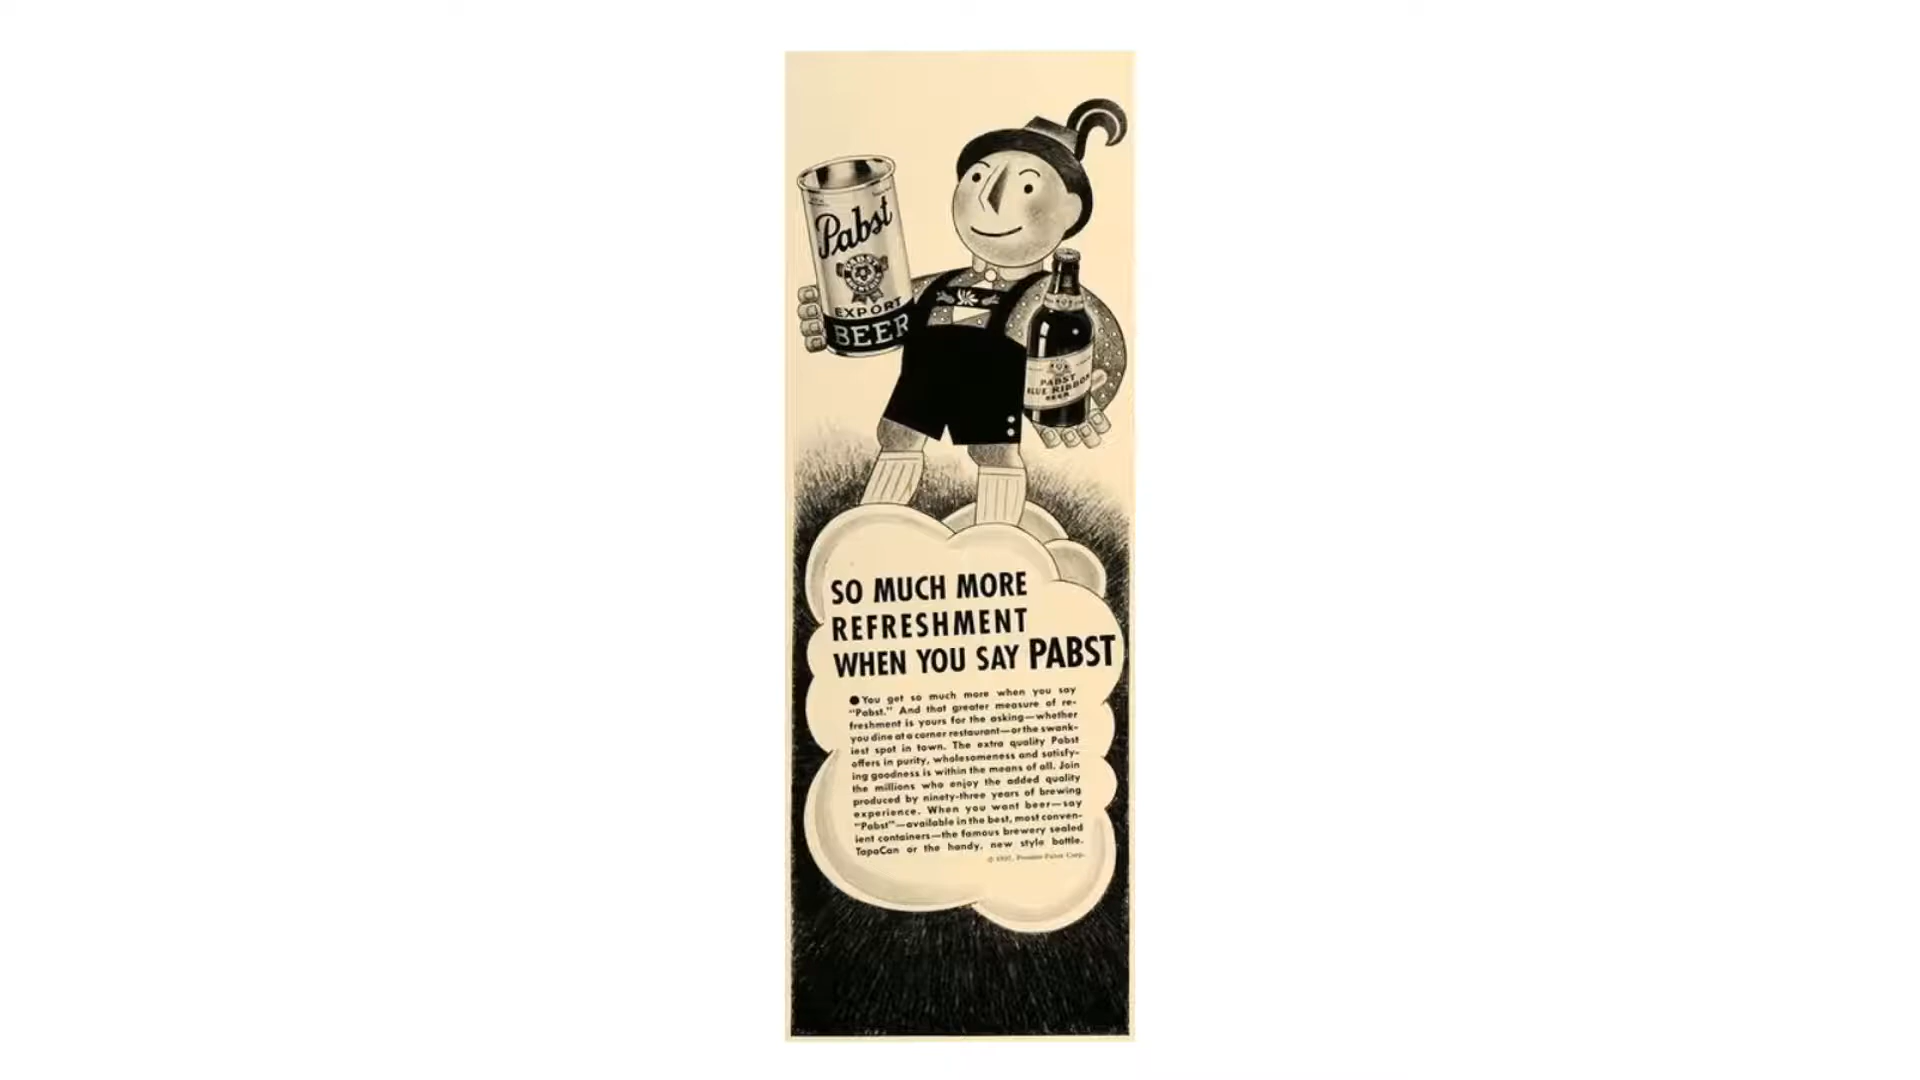 Pabst
EXPORT
BEER
PABST
BLUE RIBBON
BEER
SO MUCH MORE
REFRESHMENT
WHEN YOU SAY PABST
You get so much more when you say
"Pabst." And that greater measure of re-
freshment is yours for the asking—whether
you dine at a corner restaurant—or the swank-
iest spot in town. The extra quality Pabst
offers in purity, wholesomeness and satisfy-
ing goodness is within the means of all. Join
the millions who enjoy the added quality
produced by ninety-three years of brewing
experience. When you want beer—say
"Pabst"—available in the best, most conven-
ient containers—the famous brewery sealed
TapaCan or the handy, new style bottle.
© 1937, Premier-Pabst Corp.